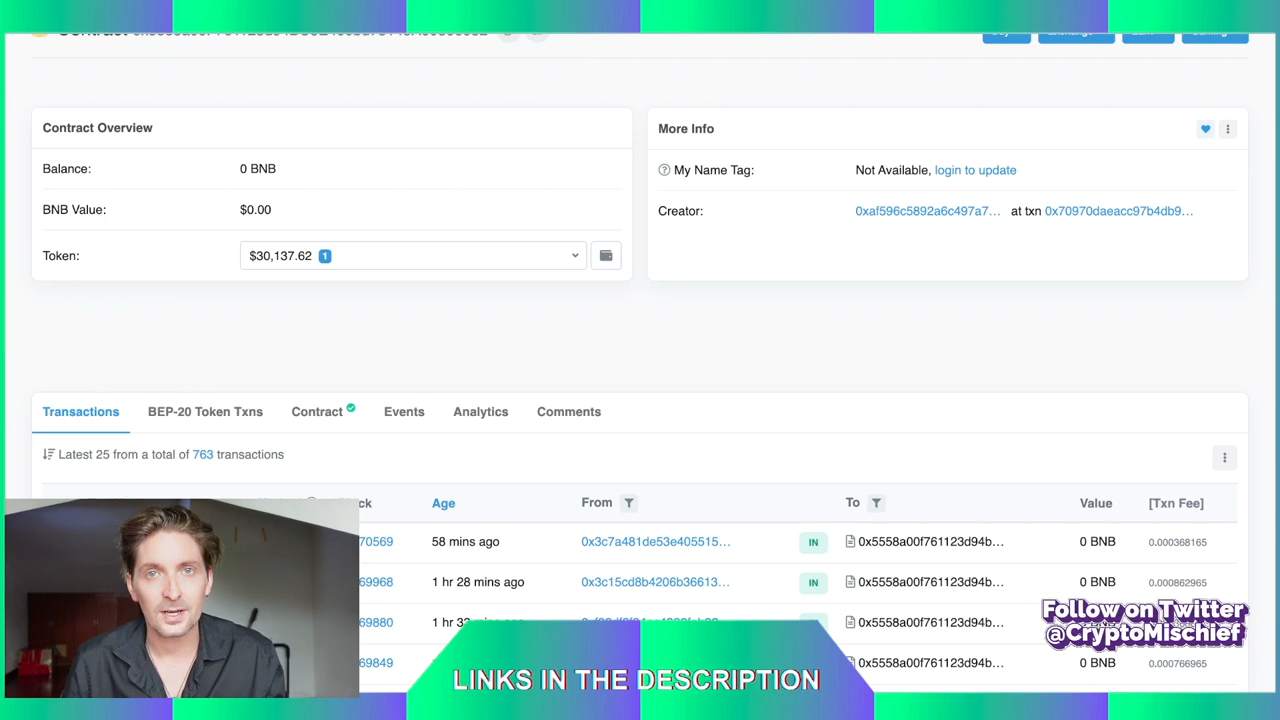 Contract Overview
Balance: 0 BNB
BNB Value: $0.00
Token: $30,137.62 1
More Info
My Name Tag: Not Available, login to update
Creator: 0xaf596c5892a6c497a7... at txn 0x70970daeacc97b4db9...
Transactions BEP-20 Token Txns Contract Events Analytics Comments
Latest 25 from a total of 763 transactions
Age From To Value [Txn Fee]
70569 58 mins ago 0x3c7a481de53e405515... IN 0x5558a00f761123d94b... 0 BNB 0.000368165
69968 1 hr 28 mins ago 0x3c15cd8b4206b36613... IN 0x5558a00f761123d94b... 0 BNB 0.000862965
69880 0x5558a00f761123d94b...
69849 0x5558a00f761123d94b... 0 BNB 0.000766965
Follow on Twitter
@CryptoMischief
LINKS IN THE DESCRIPTION